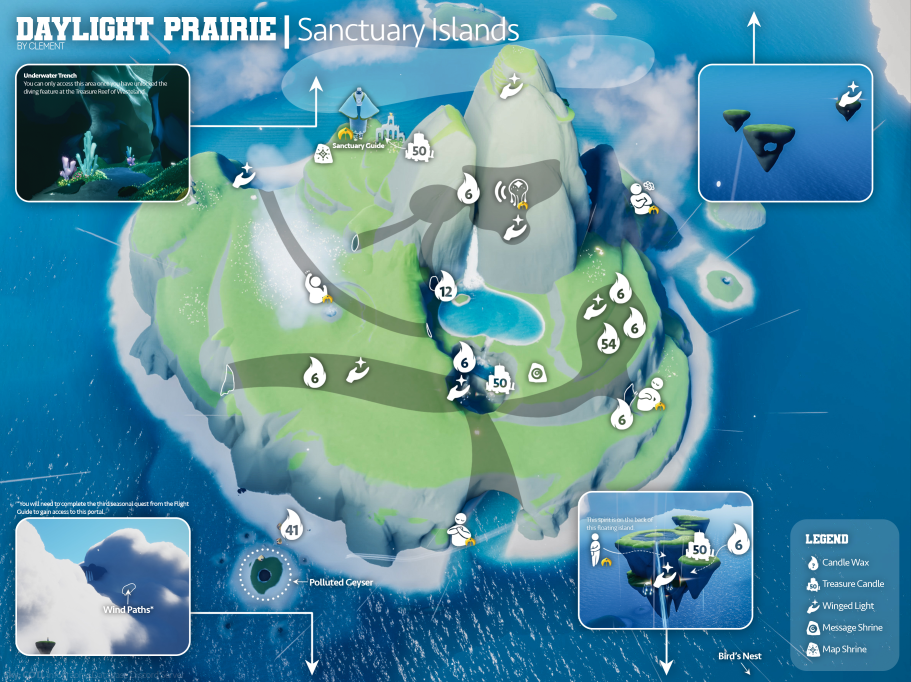 DAYLIGHT PRAIRIE | Sanctuary Islands
BY CLEMENT
Underwater Trench
You can only access this area once you have unlocked the
diving feature at the Treasure Reef of Wasteland.
Sanctuary Guide
50
6
12
6
6
54
6
50
6
6
*You will need to complete the third seasonal quest from the Flight
Guide to gain access to this portal.
Wind Paths*
41
Polluted Geyser
This spirit is on the back of
this floating island.
50
6
Bird's Nest
LEGEND
Candle Wax
Treasure Candle
Winged Light
Message Shrine
Map Shrine